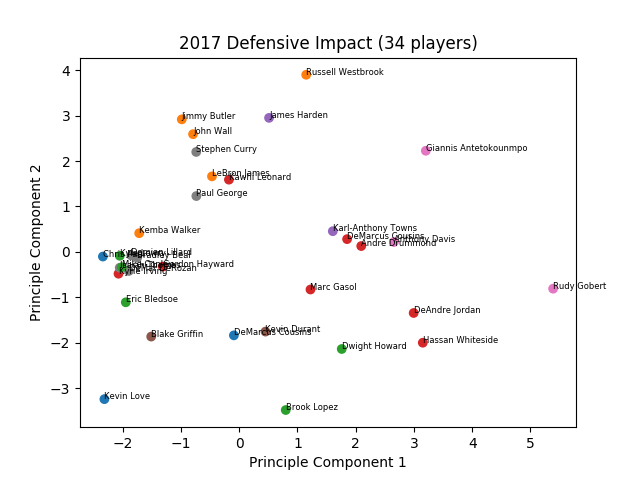 2017 Defensive Impact (34 players)
4
3
2
1
0
−1
−2
−3
−2
−1
0
1
2
3
4
5
Principle Component 2
Principle Component 1
Russell Westbrook
Jimmy Butler
James Harden
John Wall
Stephen Curry
Giannis Antetokounmpo
LeBron James
Kawhi Leonard
Paul George
Kemba Walker
Karl-Anthony Towns
DeMarcus Cousins
Anthony Davis
Andre Drummond
Damian Lillard
Bradley Beal
Gordon Hayward
Kyrie Irving
Marc Gasol
Rudy Gobert
Eric Bledsoe
DeAndre Jordan
Blake Griffin
DeMarcus Cousins
Kevin Durant
Hassan Whiteside
Dwight Howard
Kevin Love
Brook Lopez